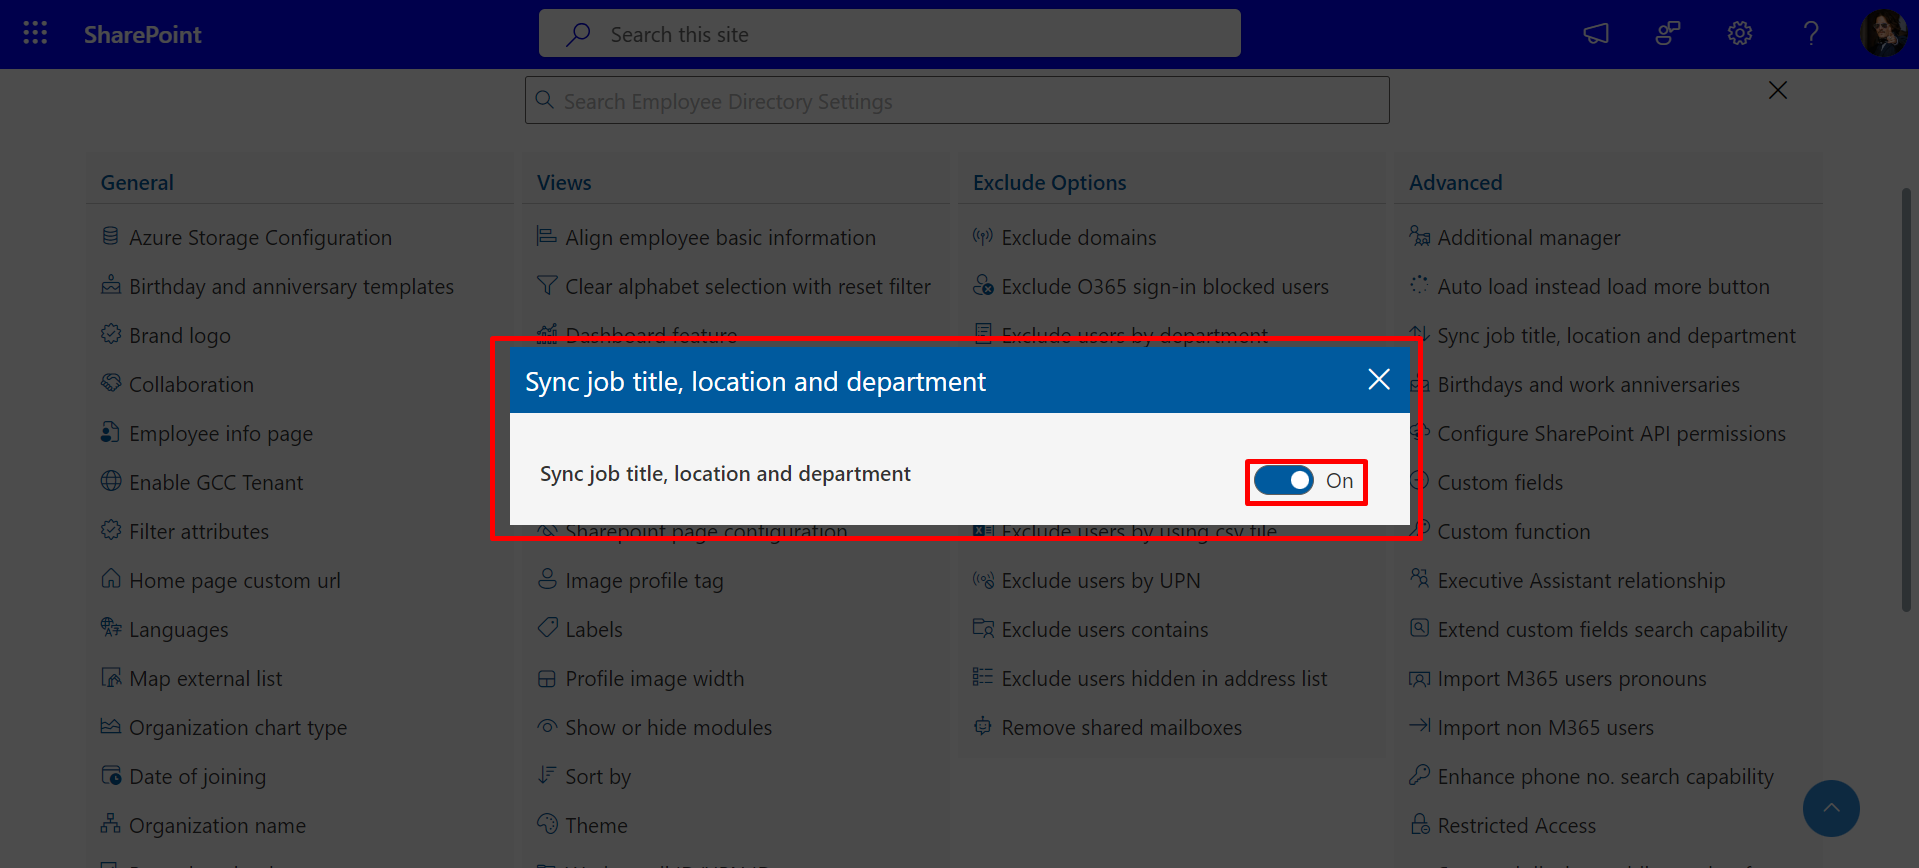 SharePoint
Search this site
Search Employee Directory Settings
General
Azure Storage Configuration
Birthday and anniversary templates
Brand logo
Collaboration
Employee info page
Enable GCC Tenant
Filter attributes
Home page custom url
Languages
Map external list
Organization chart type
Date of joining
Organization name
Views
Align employee basic information
Clear alphabet selection with reset filter
Dashboard feature
Sharepoint page configuration
Image profile tag
Labels
Profile image width
Show or hide modules
Sort by
Theme
Exclude Options
Exclude domains
Exclude O365 sign-in blocked users
Exclude users by department
Exclude users by using csv file
Exclude users by UPN
Exclude users contains
Exclude users hidden in address list
Remove shared mailboxes
Advanced
Additional manager
Auto load instead load more button
Sync job title, location and department
Birthdays and work anniversaries
Configure SharePoint API permissions
Custom fields
Custom function
Executive Assistant relationship
Extend custom fields search capability
Import M365 users pronouns
Import non M365 users
Enhance phone no. search capability
Restricted Access
Sync job title, location and department
Sync job title, location and department
On